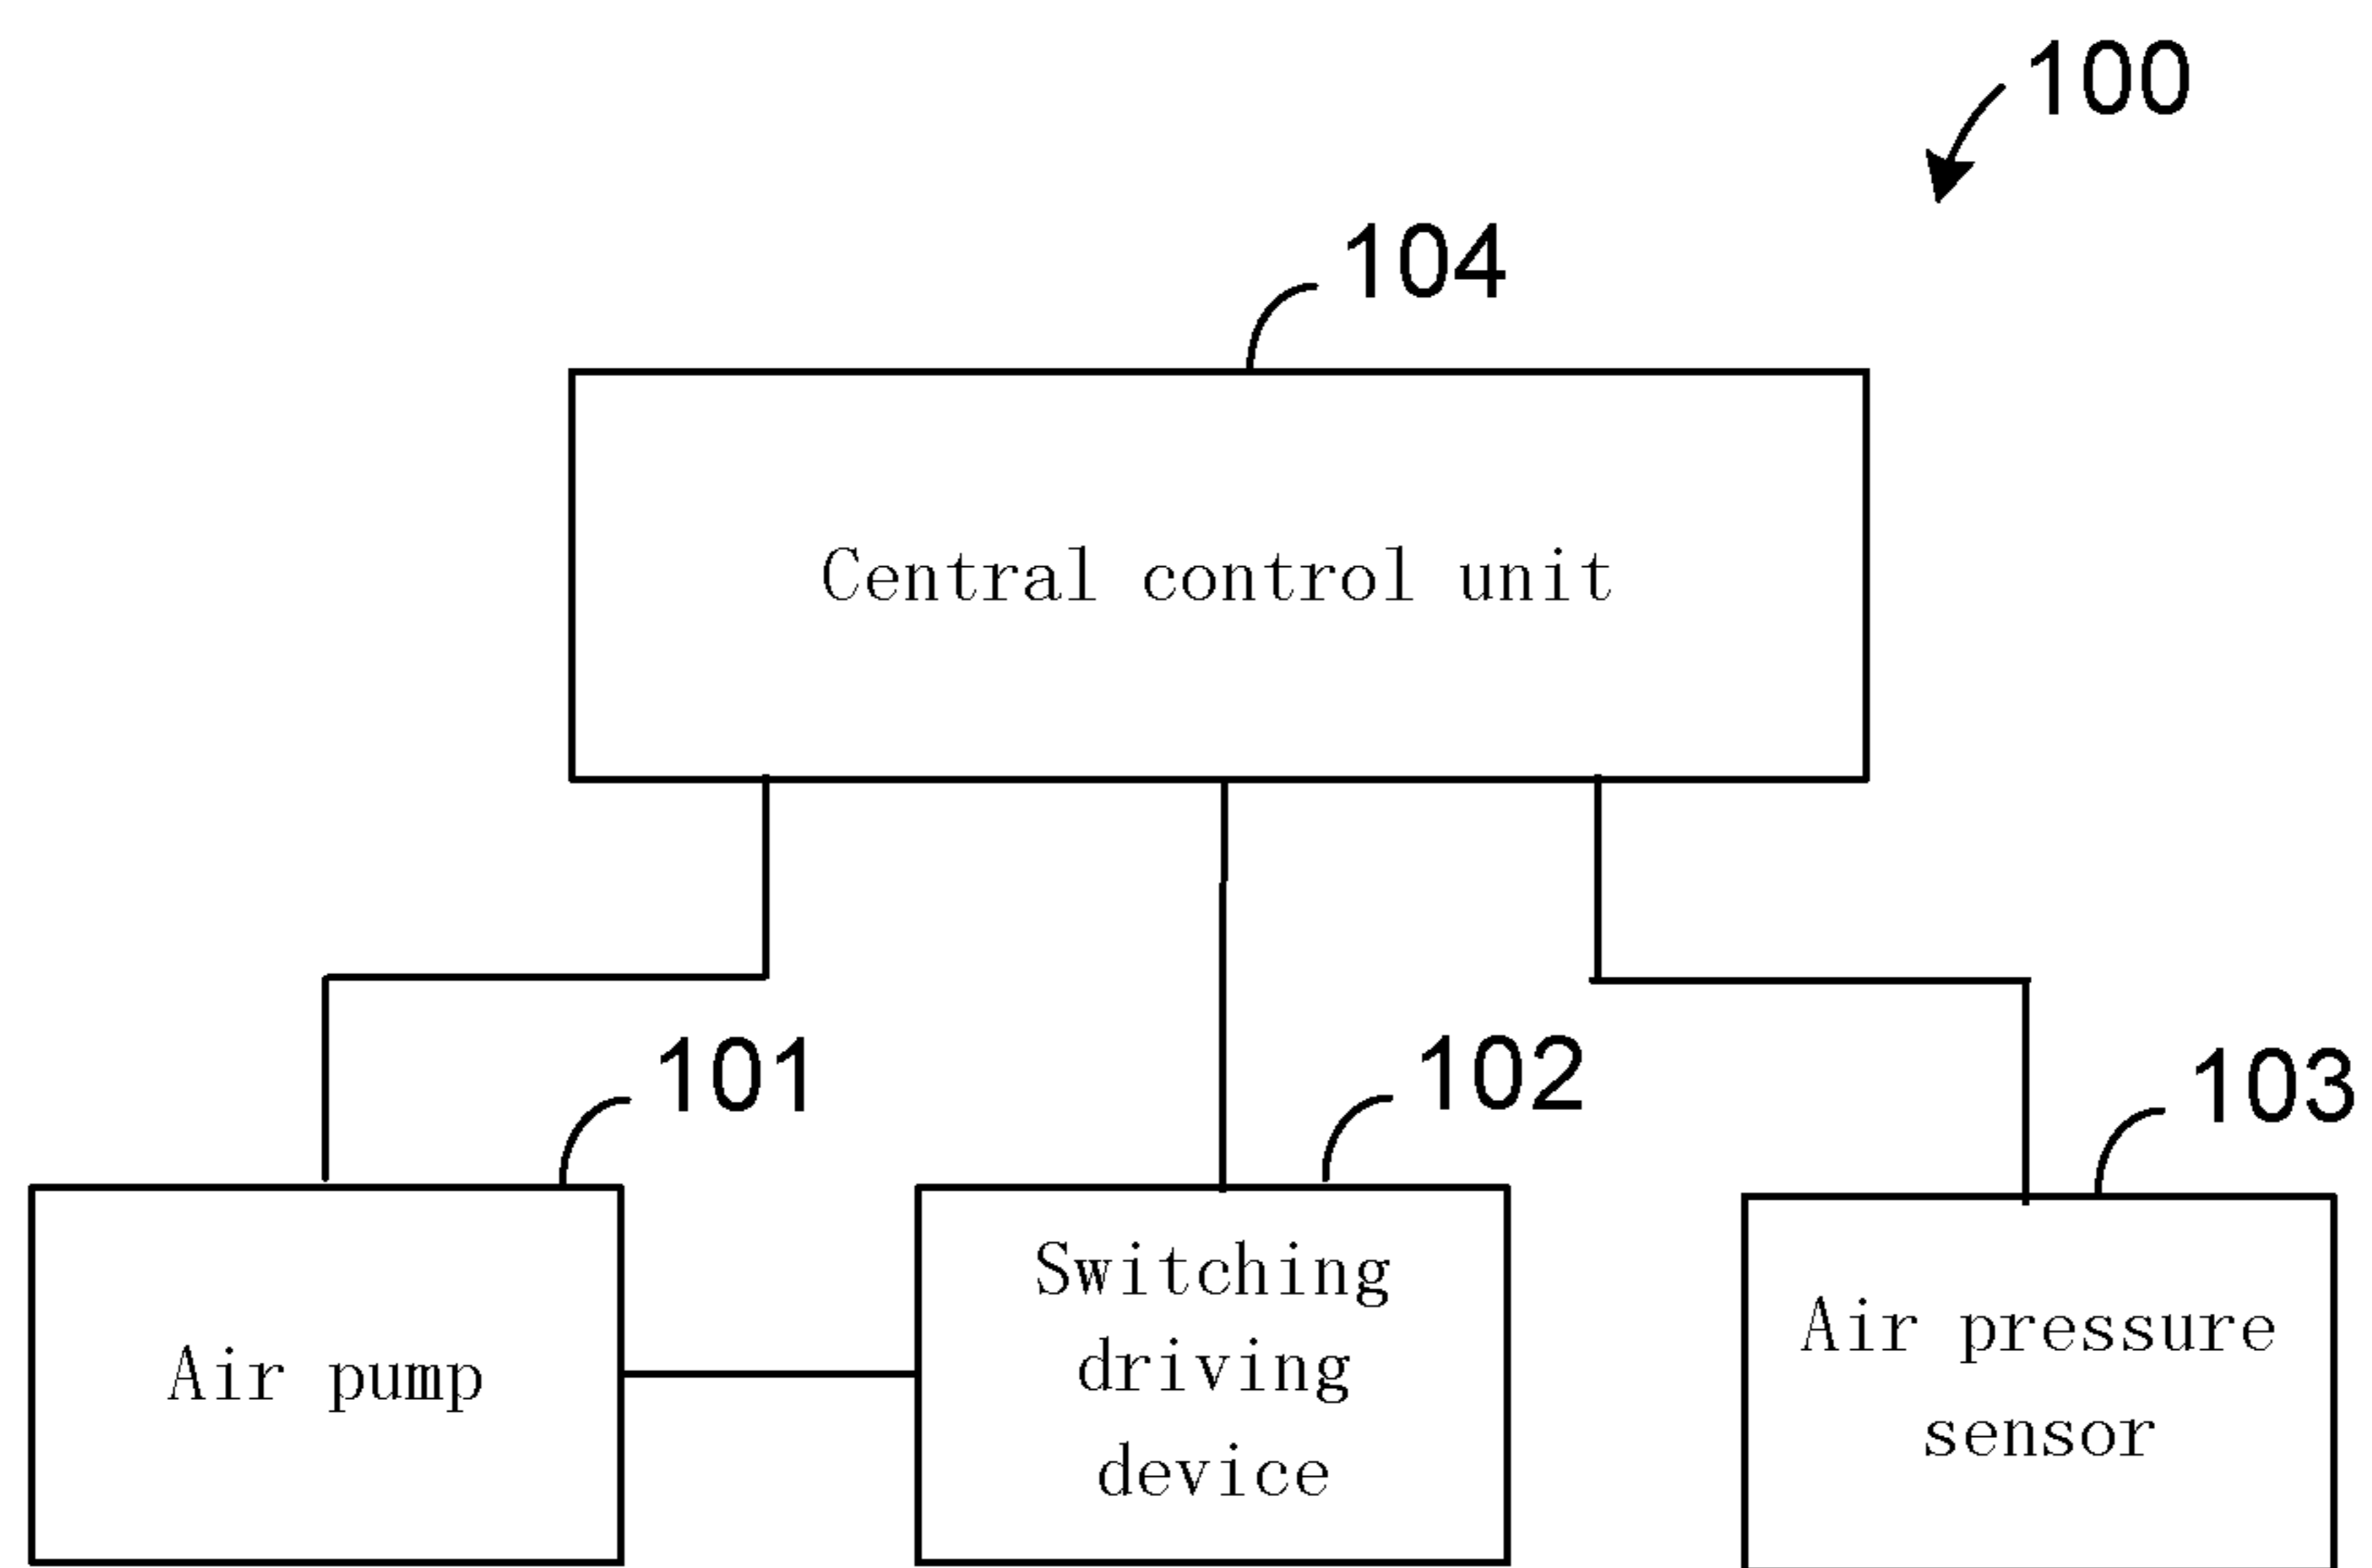 100
104
Central control unit
101
102
103
Air pump
Switching
driving
device
Air pressure
sensor